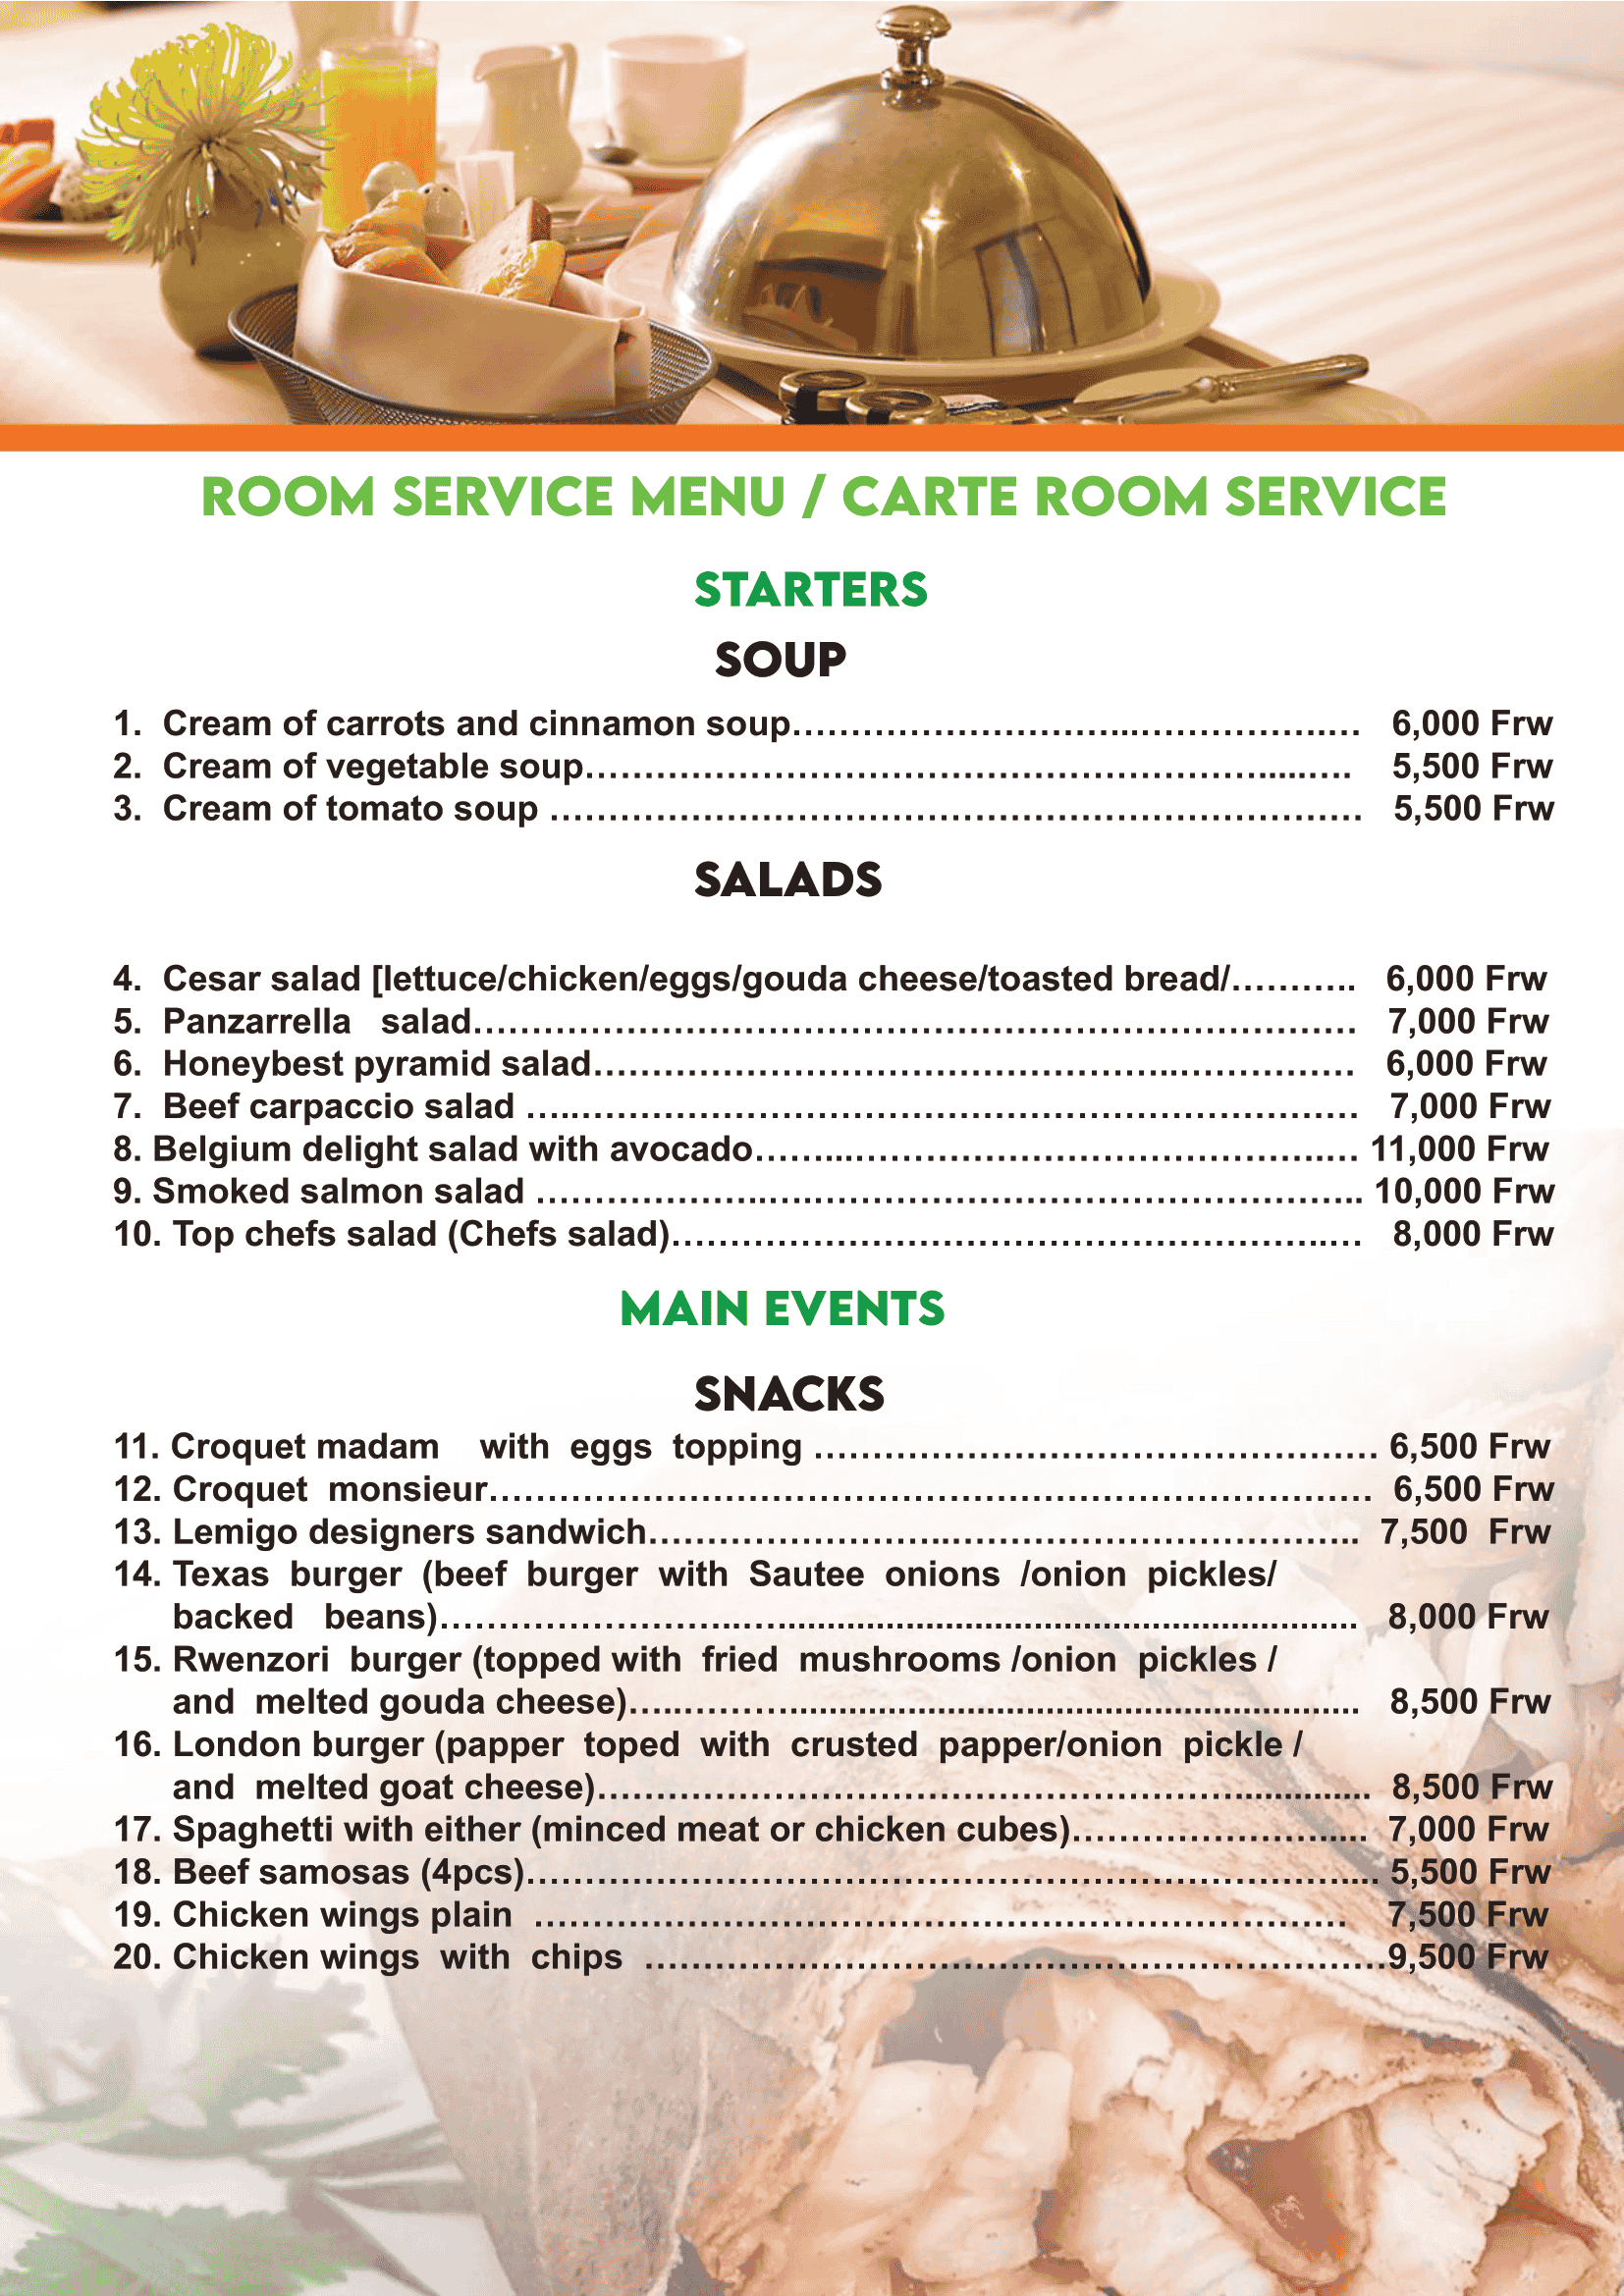 ROOM SERVICE MENU / CARTE ROOM SERVICE
STARTERS
SOUP
1. Cream of carrots and cinnamon soup.................................................. 6,000 Frw
2. Cream of vegetable soup.................................................. 5,500 Frw
3. Cream of tomato soup .................................................. 5,500 Frw
SALADS
4. Cesar salad [lettuce/chicken/eggs/gouda cheese/toasted bread/........... 6,000 Frw
5. Panzarrella salad.................................................. 7,000 Frw
6. Honeybest pyramid salad.................................................. 6,000 Frw
7. Beef carpaccio salad .................................................. 7,000 Frw
8. Belgium delight salad with avocado.................................................. 11,000 Frw
9. Smoked salmon salad .................................................. 10,000 Frw
10. Top chefs salad (Chefs salad).................................................. 8,000 Frw
MAIN EVENTS
SNACKS
11. Croquet madam with eggs topping .................................................. 6,500 Frw
12. Croquet monsieur.................................................. 6,500 Frw
13. Lemigo designers sandwich.................................................. 7,500 Frw
14. Texas burger (beef burger with Sautee onions /onion pickles/
backed beans).................................................. 8,000 Frw
15. Rwenzori burger (topped with fried mushrooms /onion pickles /
and melted gouda cheese).................................................. 8,500 Frw
16. London burger (papper toped with crusted papper/onion pickle /
and melted goat cheese).................................................. 8,500 Frw
17. Spaghetti with either (minced meat or chicken cubes)......................... 7,000 Frw
18. Beef samosas (4pcs).................................................. 5,500 Frw
19. Chicken wings plain .................................................. 7,500 Frw
20. Chicken wings with chips ..................................................9,500 Frw